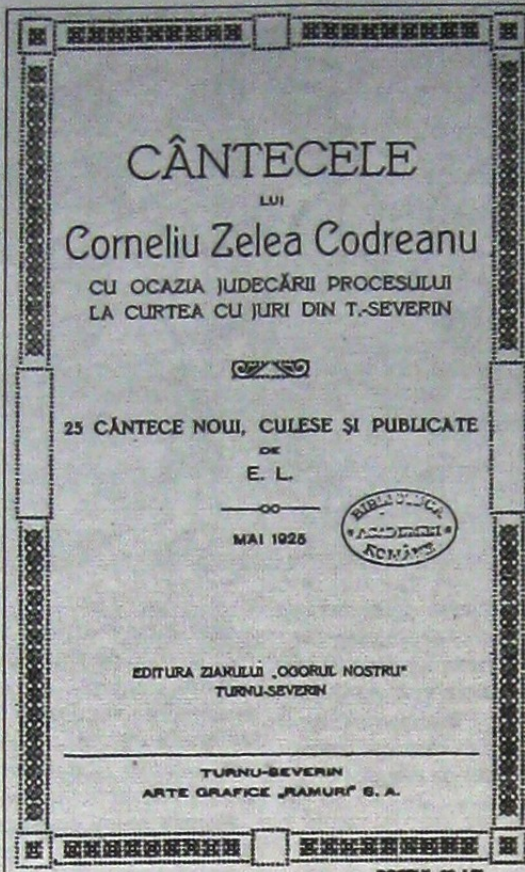 CÂNTECELE
LUI
Corneliu Zelea Codreanu
CU OCAZIA JUDECĂRII PROCESULUI
LA CURTEA CU JURI DIN T.-SEVERIN
25 CÂNTECE NOUI, CULESE ȘI PUBLICATE
DE
E. L.
MAI 1925
BIBLIOTECA
ACADEMIEI
ROMÂNE
EDITURA ZIARULUI „OGORUL NOSTRU"
TURNU-SEVERIN
TURNU-SEVERIN
ARTE GRAFICE „RAMURI" S. A.